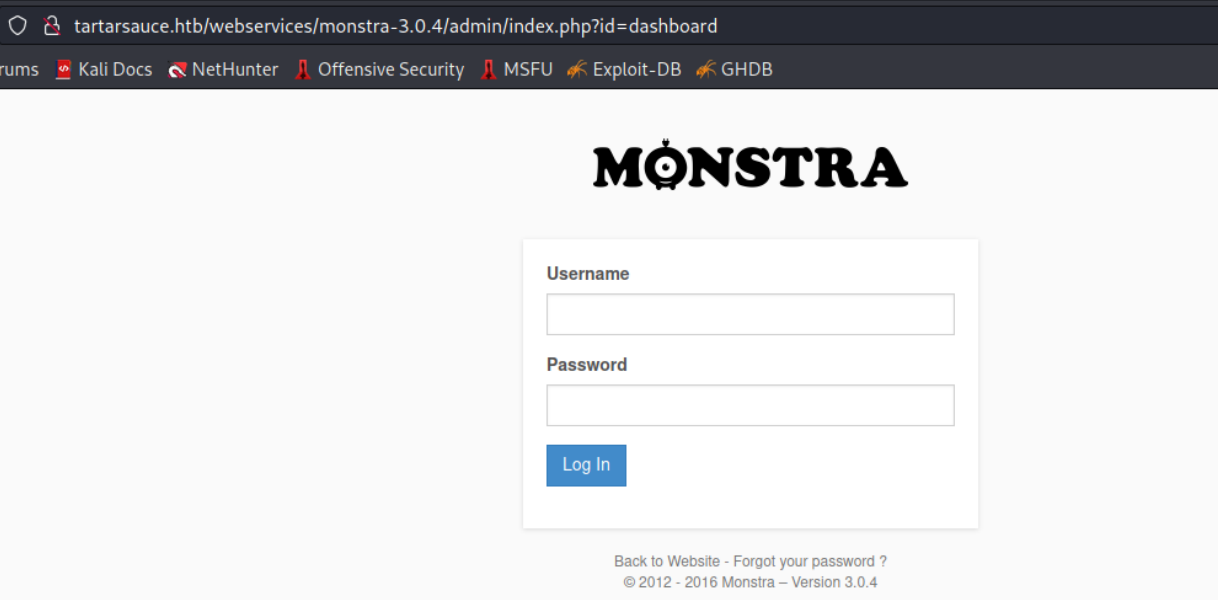 tartarsauce.htb/webservices/monstra-3.0.4/admin/index.php?id=dashboard
rums Kali Docs NetHunter Offensive Security MSFU Exploit-DB GHDB
MONSTRA
Username
Password
Log In
Back to Website - Forgot your password ?
© 2012 - 2016 Monstra – Version 3.0.4